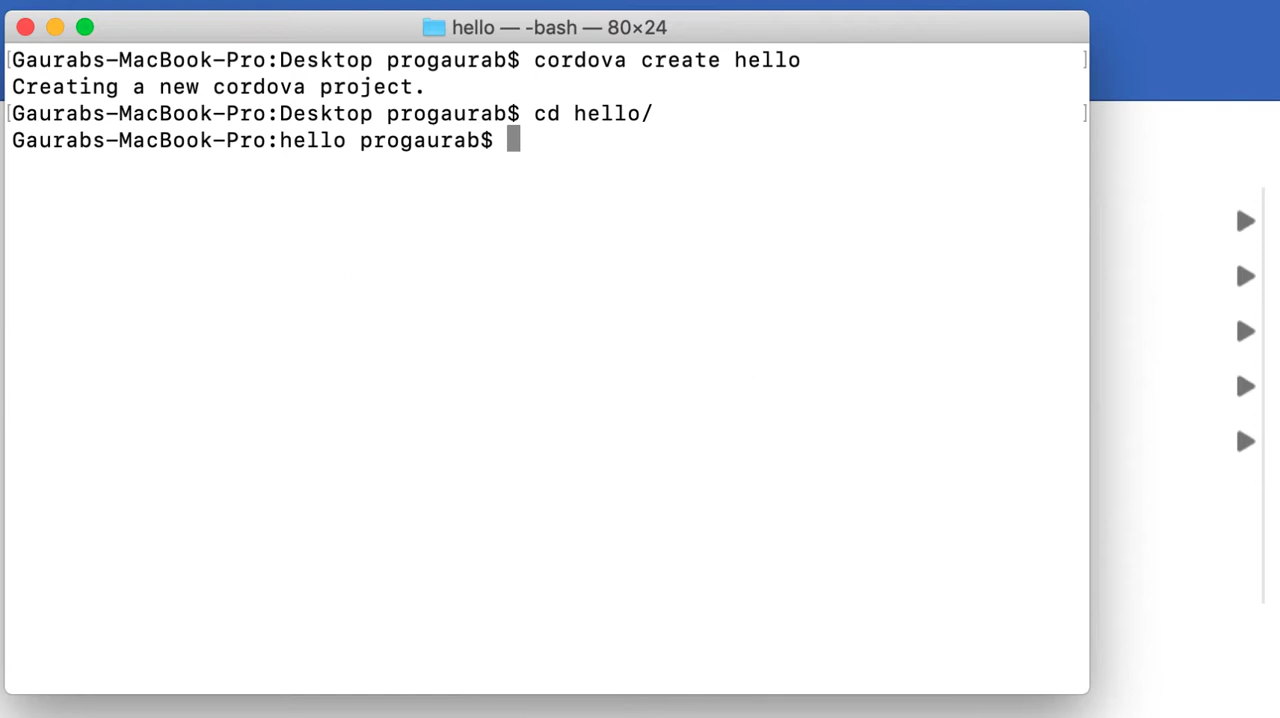 hello — -bash — 80×24
[Gaurabs-MacBook-Pro:Desktop progaurab$ cordova create hello ]
Creating a new cordova project.
[Gaurabs-MacBook-Pro:Desktop progaurab$ cd hello/ ]
Gaurabs-MacBook-Pro:hello progaurab$